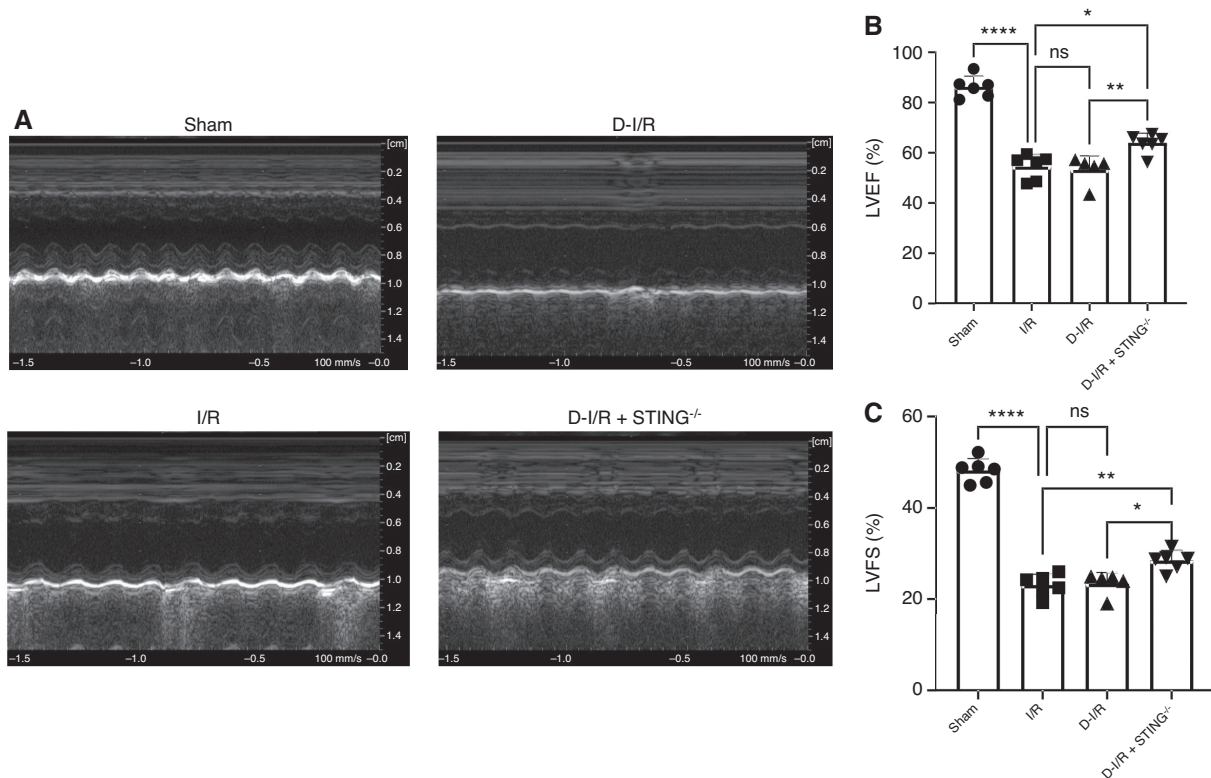 A
Sham
[cm]
0.2
0.4
0.6
0.8
1.0
1.2
1.4
–1.5
–1.0
–0.5
100 mm/s
–0.0
D-I/R
[cm]
0.2
0.4
0.6
0.8
1.0
1.2
1.4
–1.5
–1.0
–0.5
100 mm/s
–0.0
I/R
[cm]
0.2
0.4
0.6
0.8
1.0
1.2
1.4
–1.5
–1.0
–0.5
100 mm/s
–0.0
D-I/R + STING-/-
[cm]
0.2
0.4
0.6
0.8
1.0
1.2
1.4
–1.5
–1.0
–0.5
100 mm/s
–0.0
B
*
****
ns
**
100
80
60
40
20
0
LVEF (%)
Sham
I/R
D-I/R
D-I/R + STING-/-
C
****
ns
**
*
60
40
20
0
LVFS (%)
Sham
I/R
D-I/R
D-I/R + STING-/-